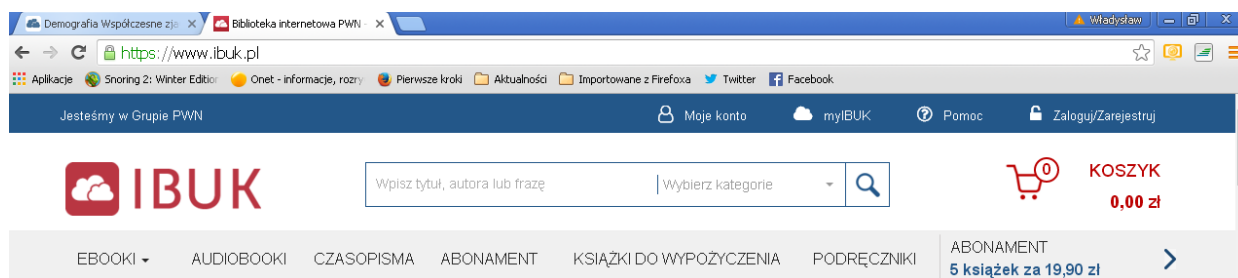 Demografia Współczesne zja
Biblioteka internetowa PWN -
Władysław
https://www.ibuk.pl
Aplikacje Snoring 2: Winter Edition Onet - informacje, rozry Pierwsze kroki Aktualności Importowane z Firefoxa Twitter Facebook
Jesteśmy w Grupie PWN Moje konto myIBUK Pomoc Zaloguj/Zarejestruj
IBUK Wpisz tytuł, autora lub frazę Wybierz kategorie 0 KOSZYK
0,00 zł
EBOOKI AUDIOBOOKI CZASOPISMA ABONAMENT KSIĄŻKI DO WYPOŻYCZENIA PODRĘCZNIKI ABONAMENT
5 książek za 19,90 zł